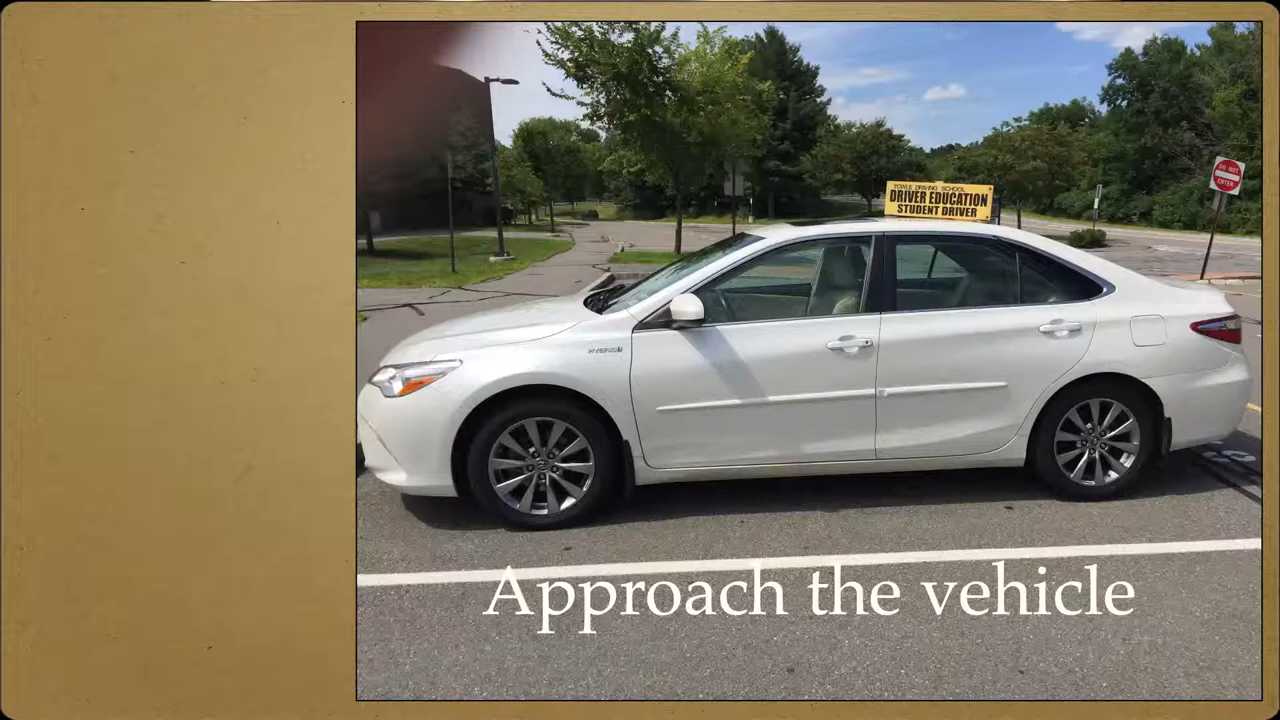 TOWLE DRIVING SCHOOL
DRIVER EDUCATION
STUDENT DRIVER
DO NOT
ENTER
HYBRID
Approach the vehicle